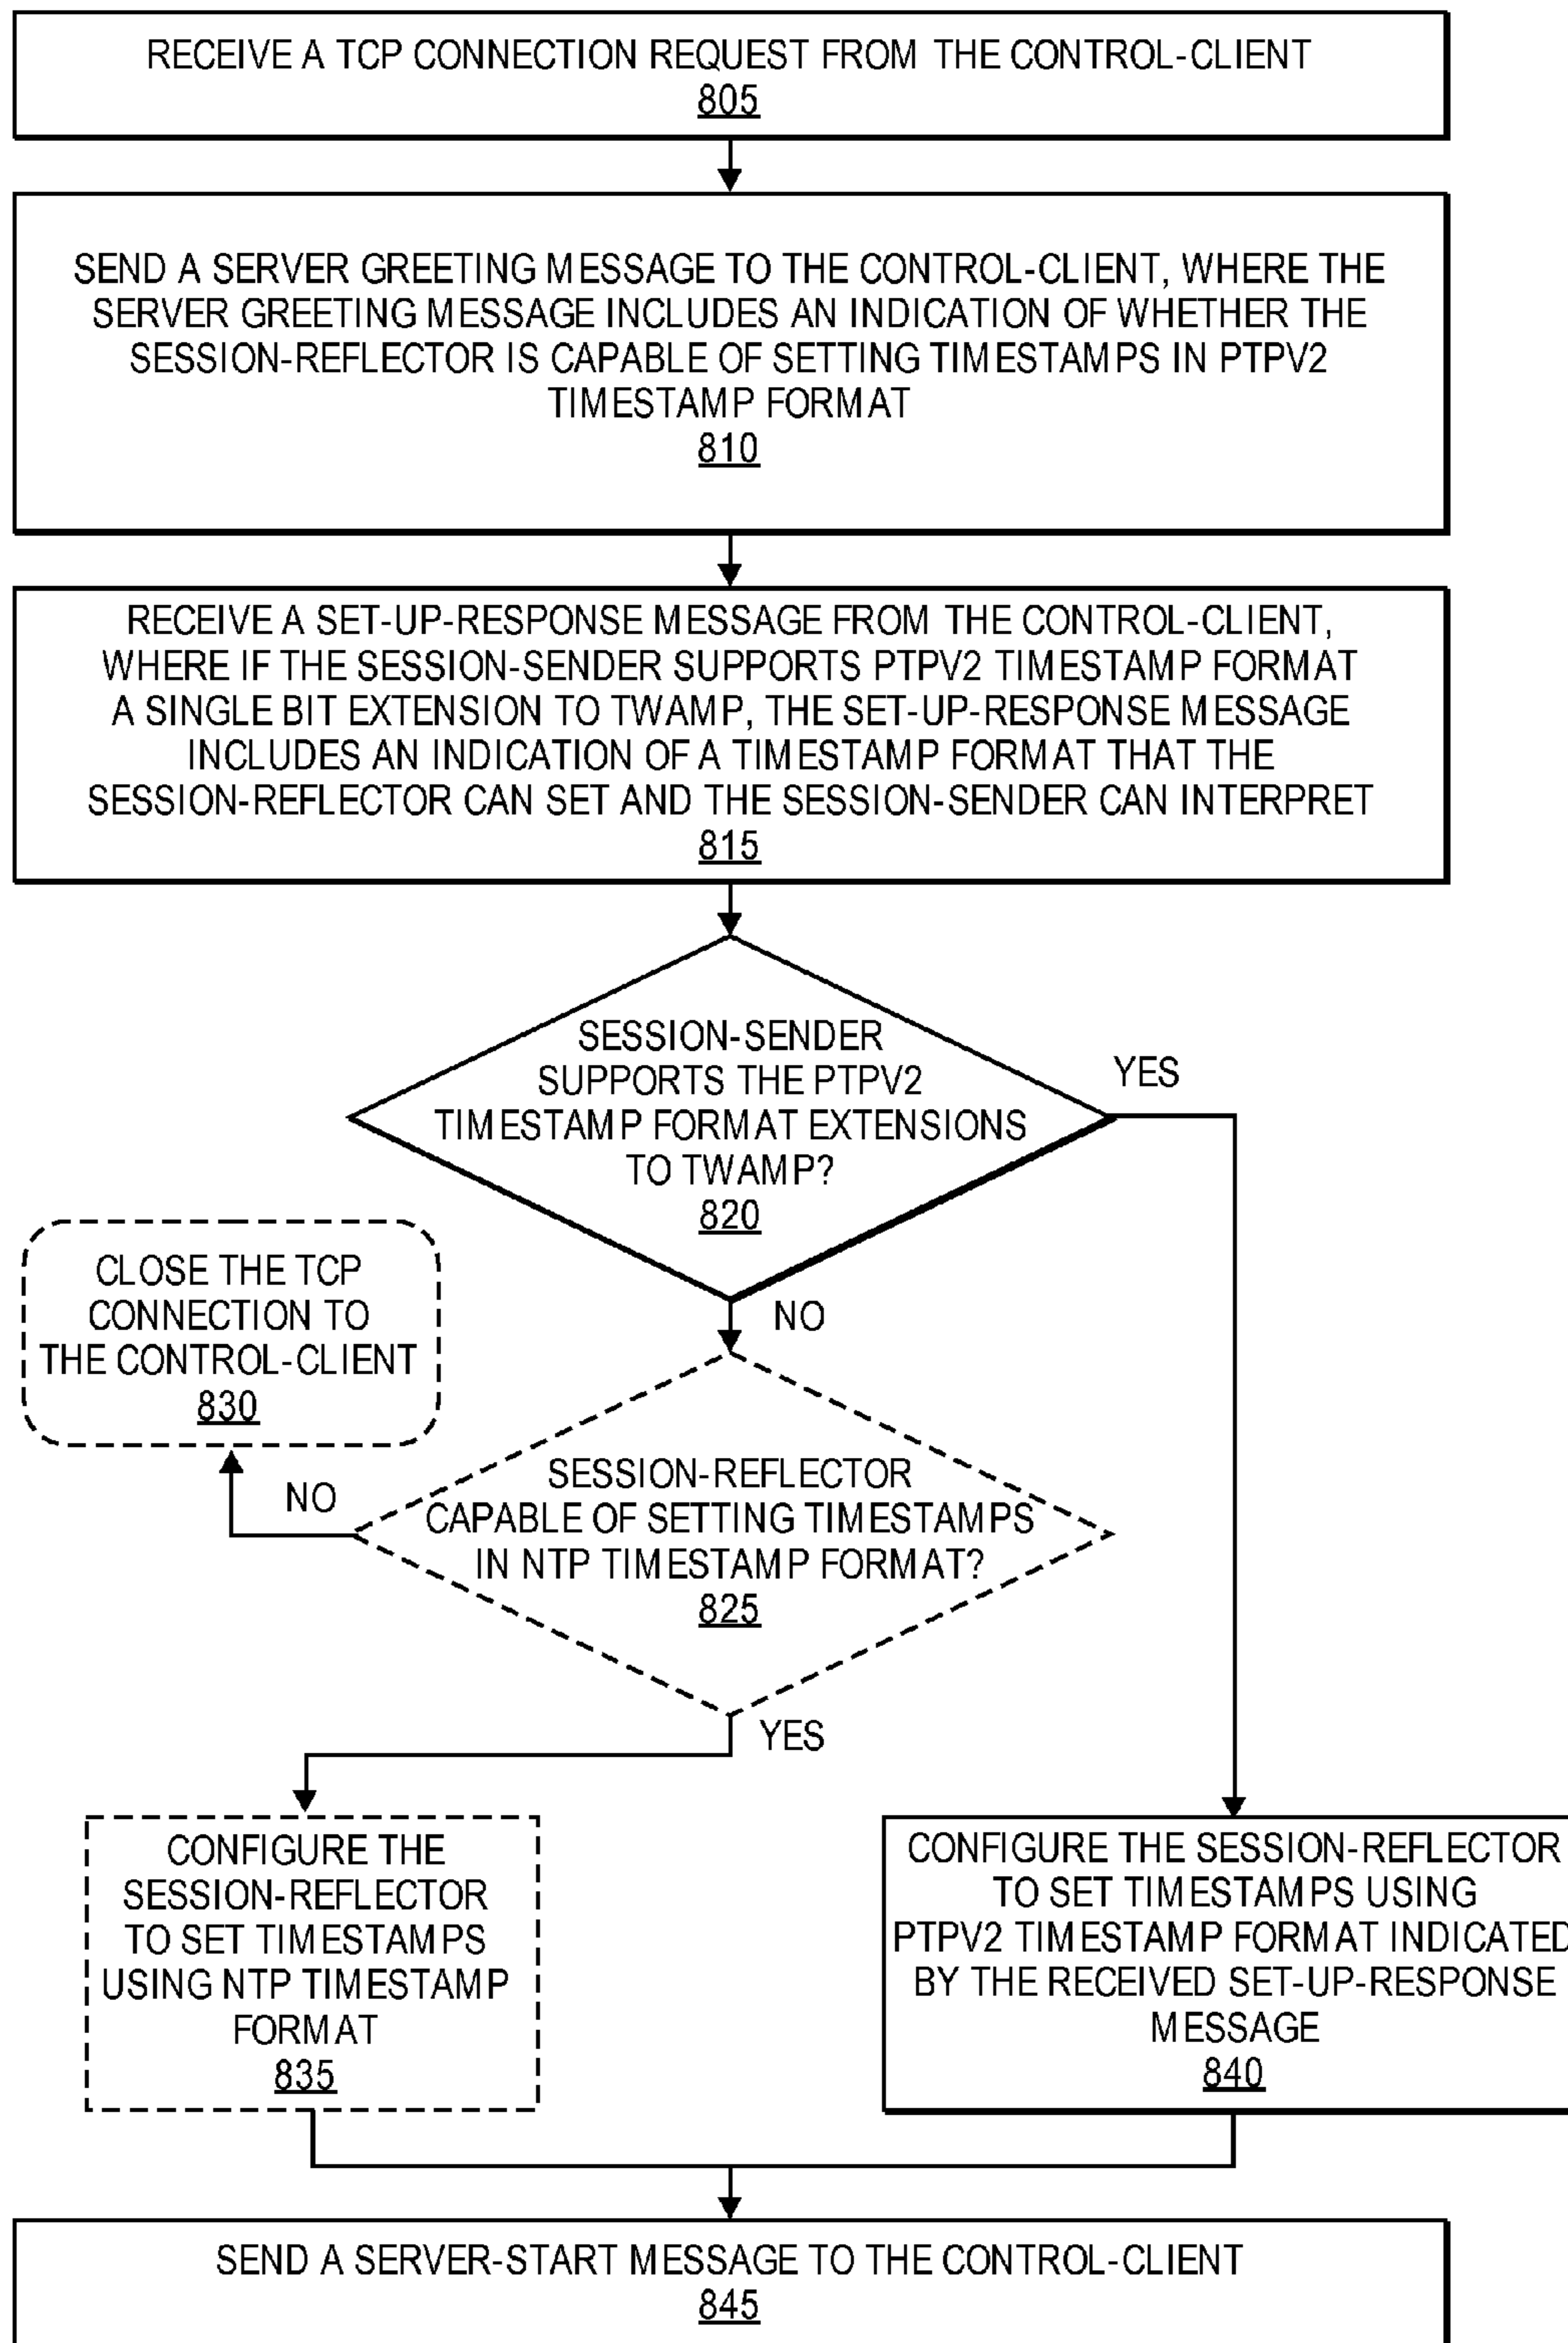 RECEIVE A TCP CONNECTION REQUEST FROM THE CONTROL-CLIENT
805
SEND A SERVER GREETING MESSAGE TO THE CONTROL-CLIENT, WHERE THE
SERVER GREETING MESSAGE INCLUDES AN INDICATION OF WHETHER THE
SESSION-REFLECTOR IS CAPABLE OF SETTING TIMESTAMPS IN PTPV2
TIMESTAMP FORMAT
810
RECEIVE A SET-UP-RESPONSE MESSAGE FROM THE CONTROL-CLIENT,
WHERE IF THE SESSION-SENDER SUPPORTS PTPV2 TIMESTAMP FORMAT
A SINGLE BIT EXTENSION TO TWAMP, THE SET-UP-RESPONSE MESSAGE
INCLUDES AN INDICATION OF A TIMESTAMP FORMAT THAT THE
SESSION-REFLECTOR CAN SET AND THE SESSION-SENDER CAN INTERPRET
815
SESSION-SENDER
SUPPORTS THE PTPV2
TIMESTAMP FORMAT EXTENSIONS
TO TWAMP?
820
YES
NO
CLOSE THE TCP
CONNECTION TO
THE CONTROL-CLIENT
830
NO
SESSION-REFLECTOR
CAPABLE OF SETTING TIMESTAMPS
IN NTP TIMESTAMP FORMAT?
825
YES
CONFIGURE THE
SESSION-REFLECTOR
TO SET TIMESTAMPS
USING NTP TIMESTAMP
FORMAT
835
CONFIGURE THE SESSION-REFLECTOR
TO SET TIMESTAMPS USING
PTPV2 TIMESTAMP FORMAT INDICATED
BY THE RECEIVED SET-UP-RESPONSE
MESSAGE
840
SEND A SERVER-START MESSAGE TO THE CONTROL-CLIENT
845